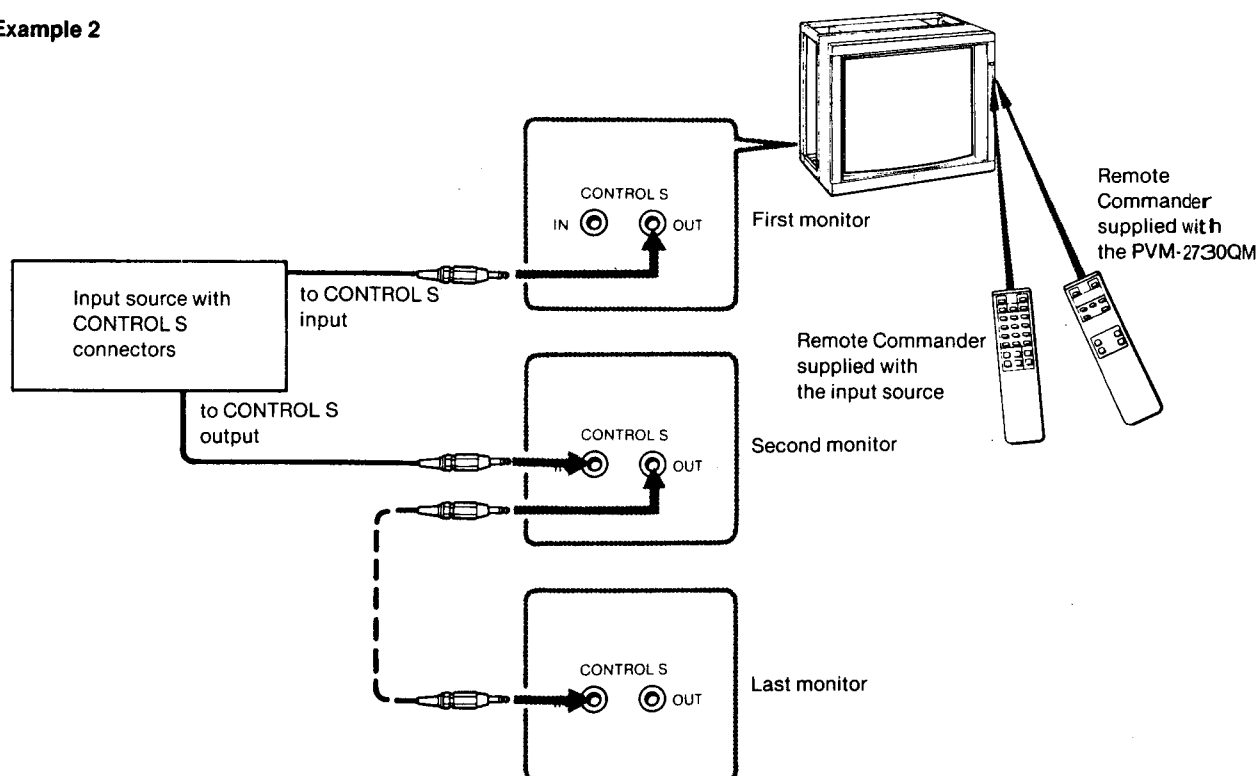 Example 2
CONTROL S
IN
OUT
First monitor
Remote
Commander
supplied with
the PVM-2730QM
Input source with
CONTROL S
connectors
to CONTROL S
input
Remote Commander
supplied with
the input source
to CONTROL S
output
CONTROL S
OUT
Second monitor
CONTROL S
OUT
Last monitor